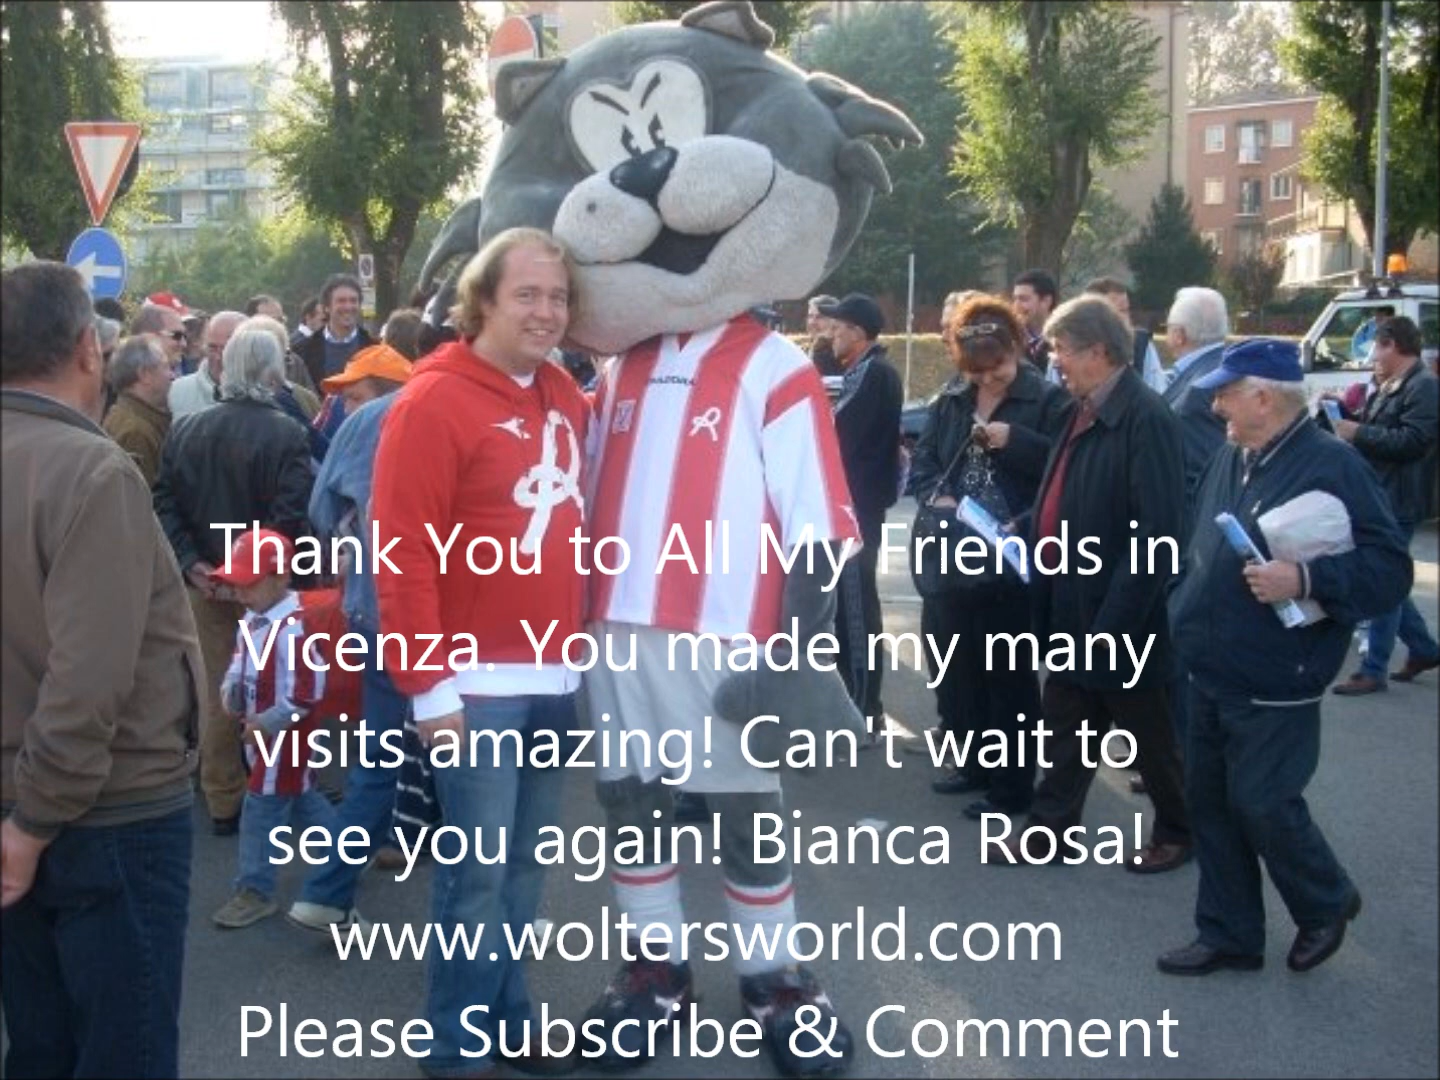 Thank You to All My Friends in
Vicenza. You made my many
visits amazing! Can't wait to
see you again! Bianca Rosa!
www.woltersworld.com
Please Subscribe & Comment